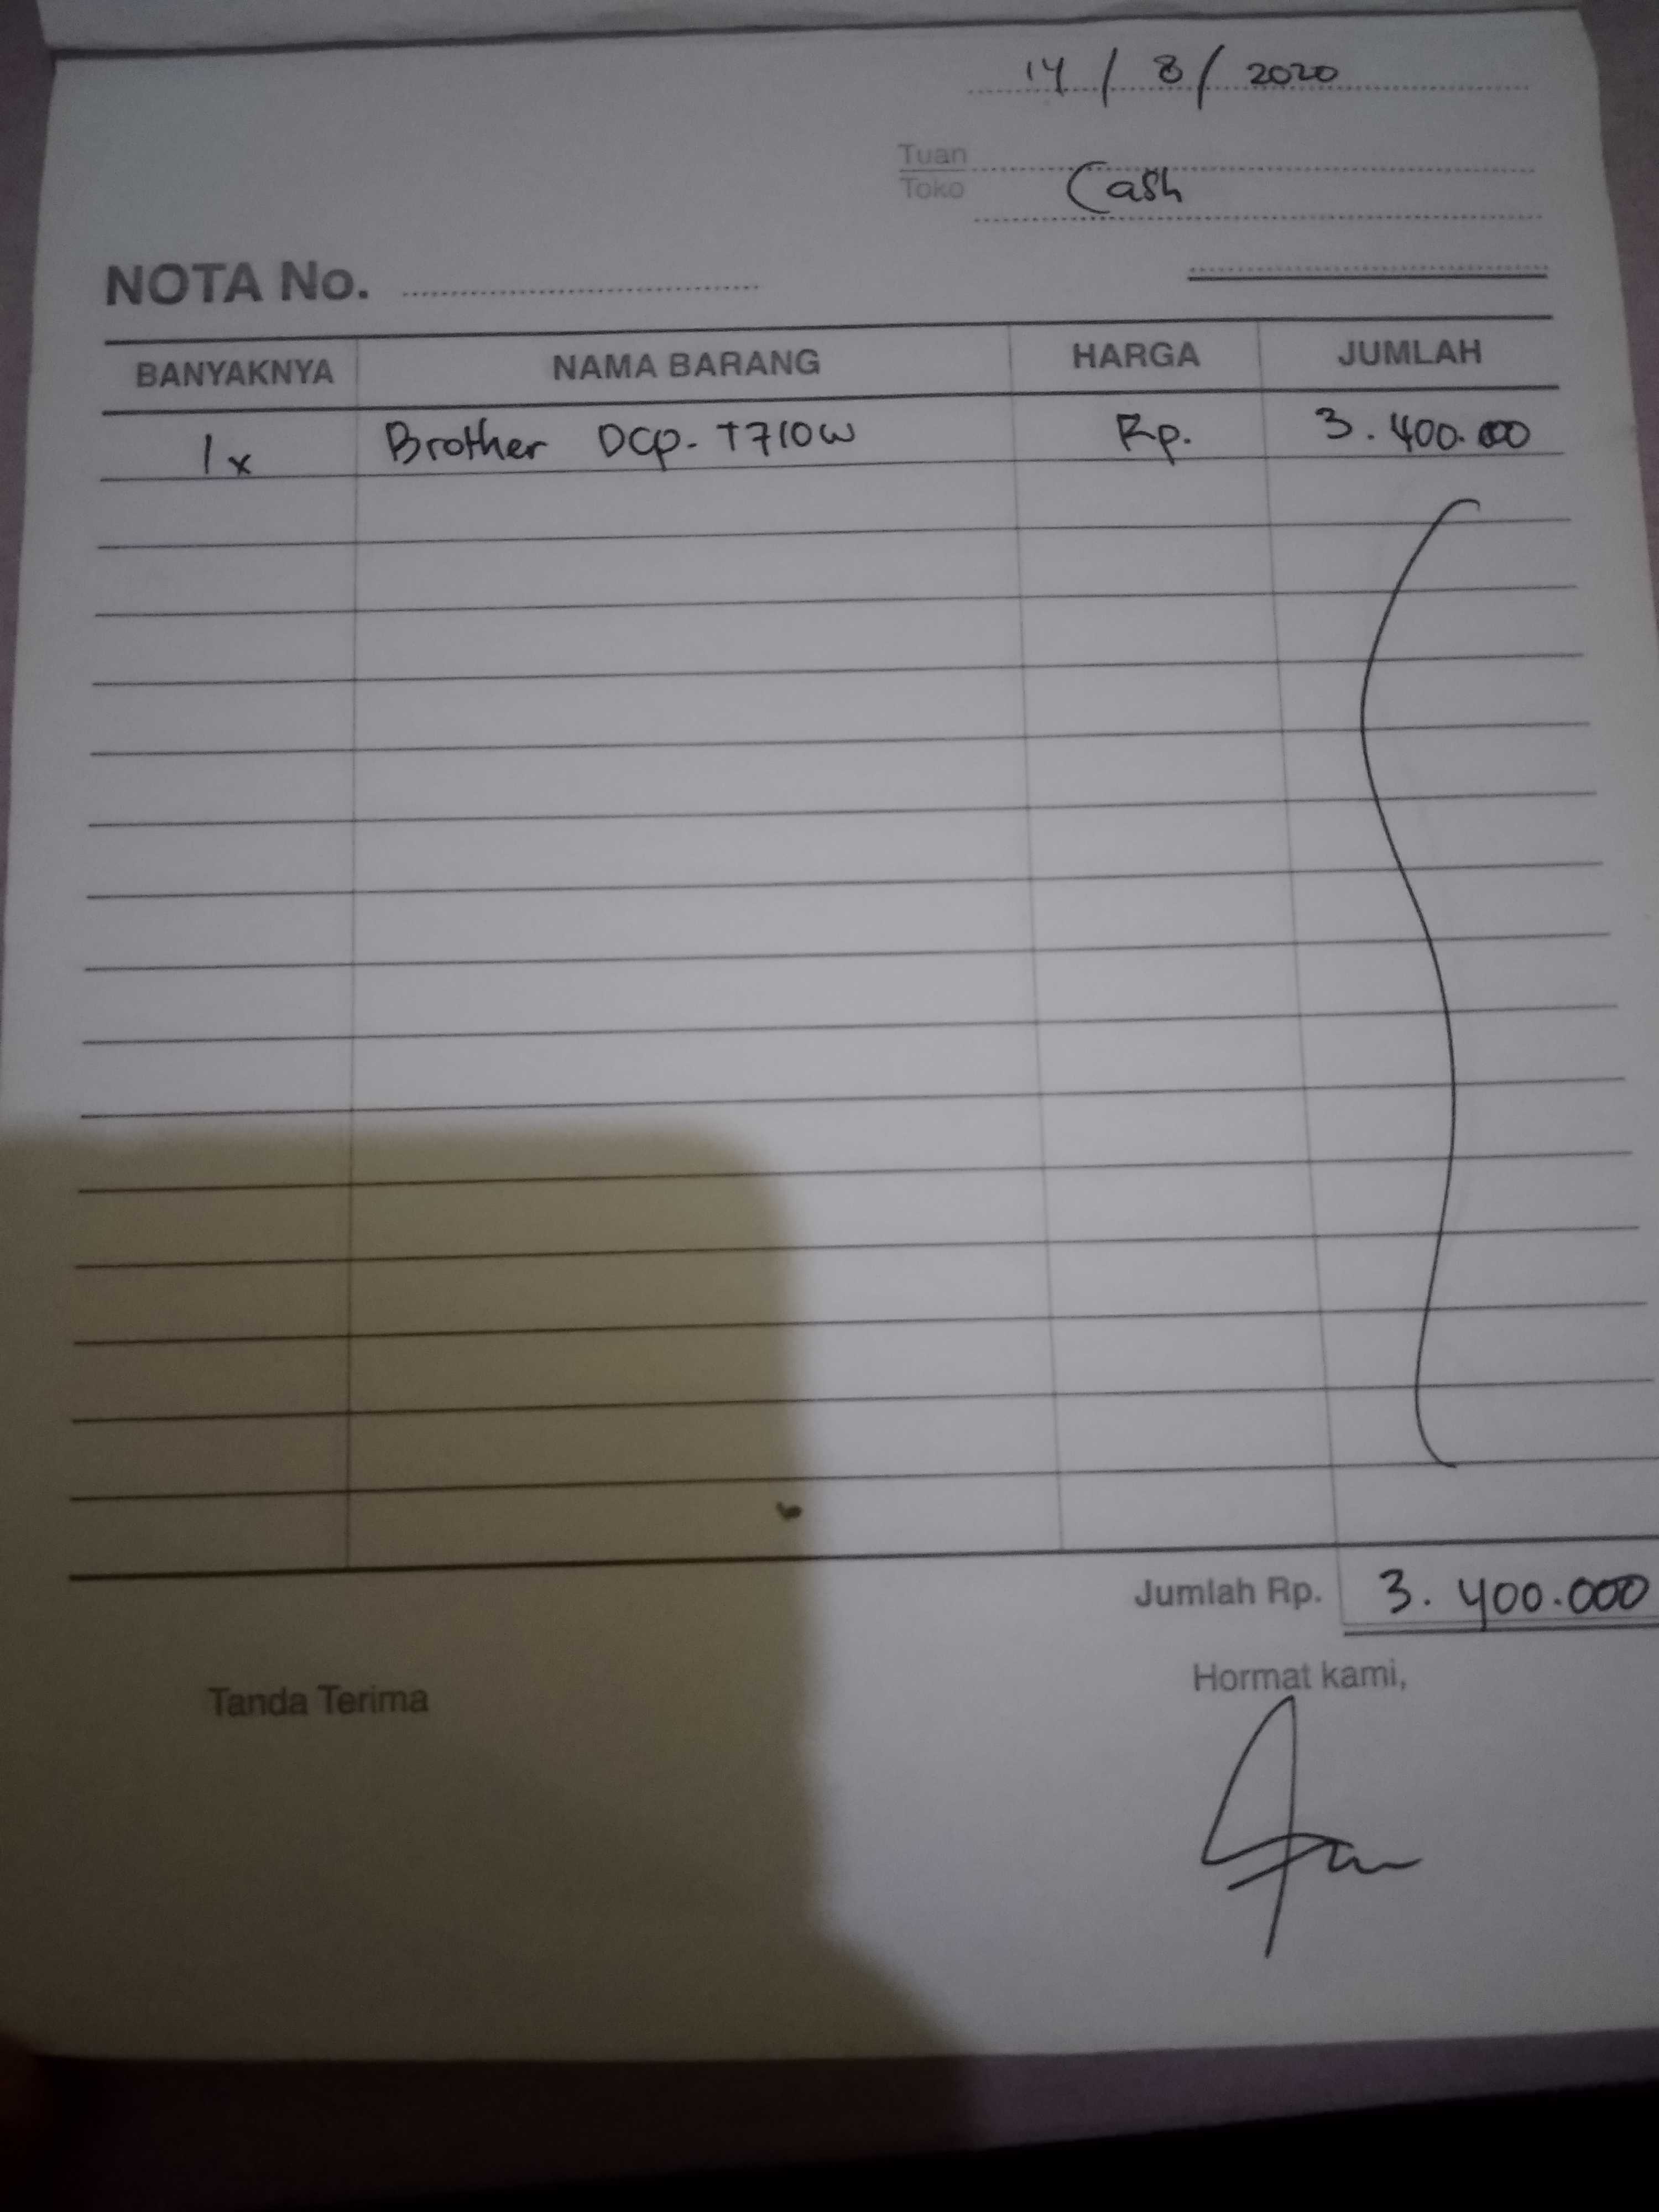 14 / 8 / 2020
Tuan
Toko Cash
NOTA No.
BANYAKNYA NAMA BARANG HARGA JUMLAH
1x Brother DCP-T710W Rp. 3.400.000
Jumlah Rp. 3.400.000
Tanda Terima Hormat kami,